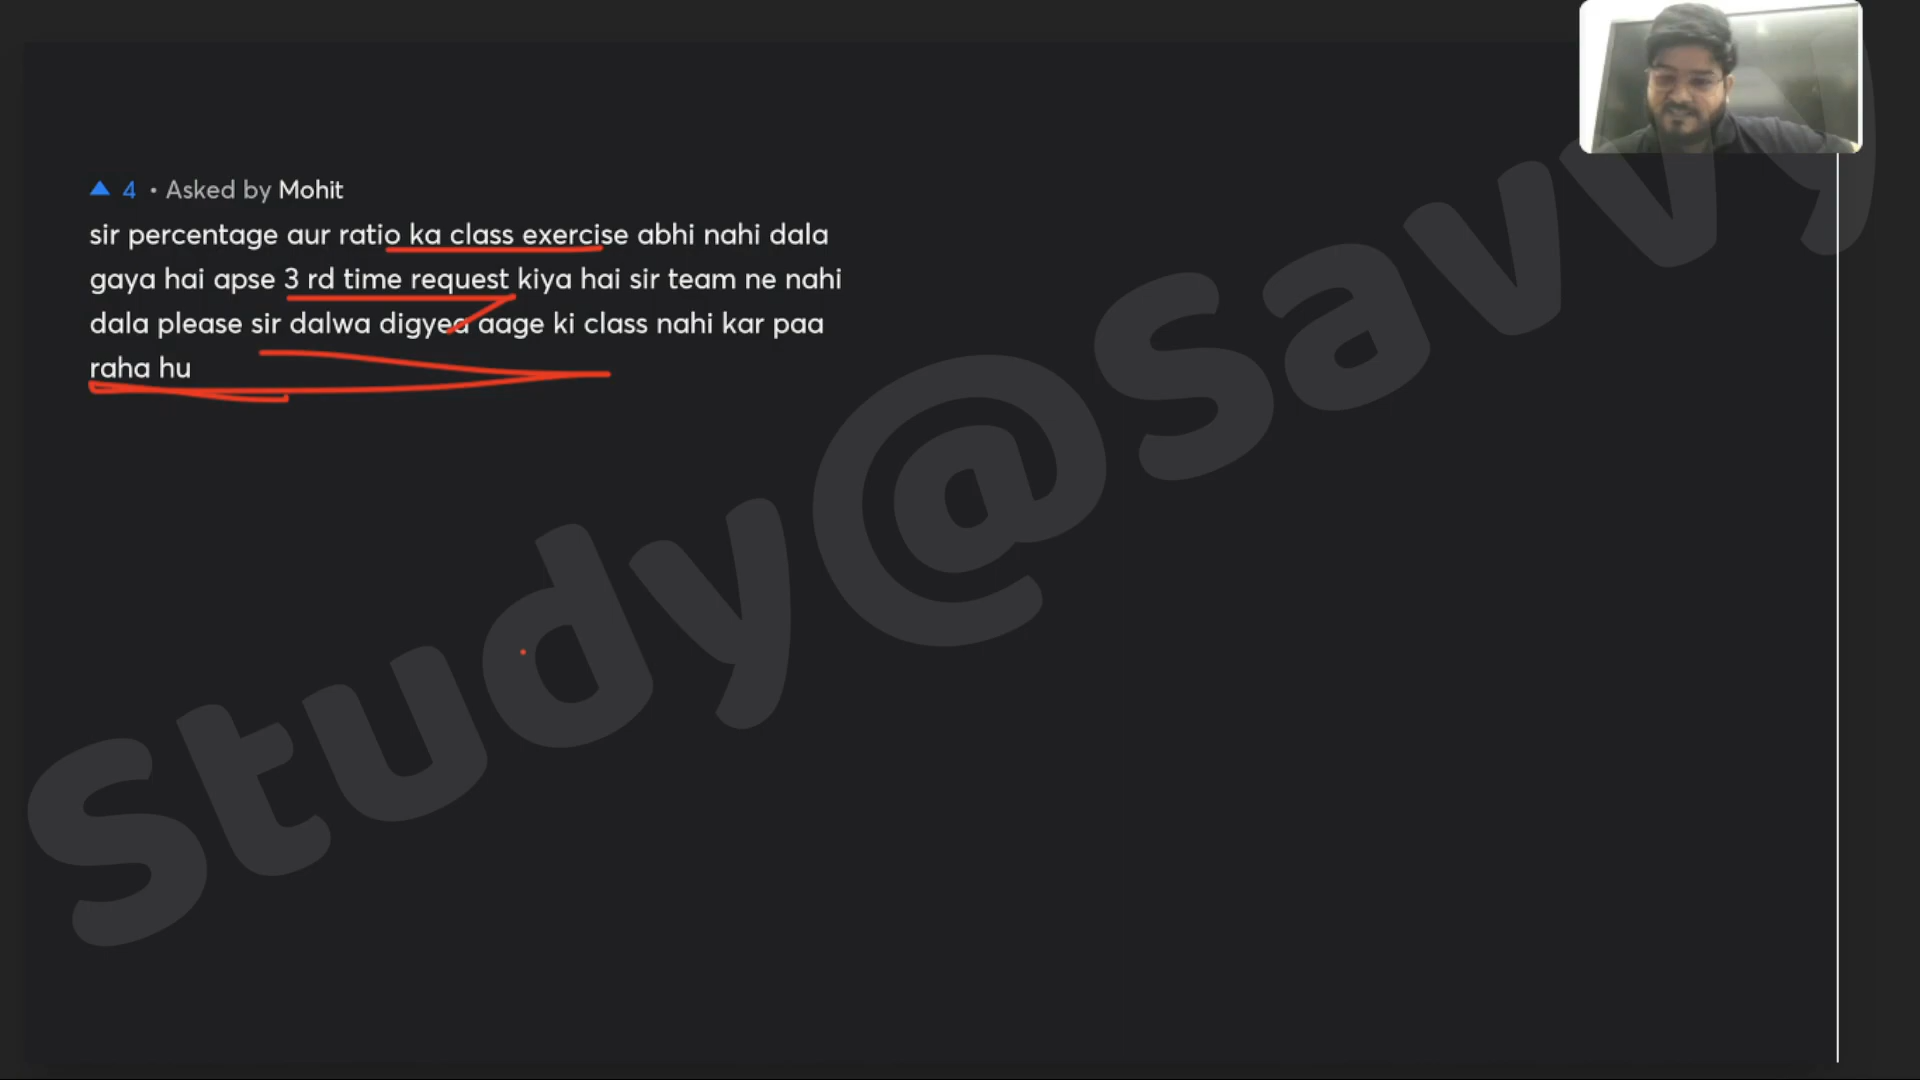 4 • Asked by Mohit
sir percentage aur ratio ka class exercise abhi nahi dala
gaya hai apse 3 rd time request kiya hai sir team ne nahi
dala please sir dalwa digyea aage ki class nahi kar paa
raha hu
Study@Savvy